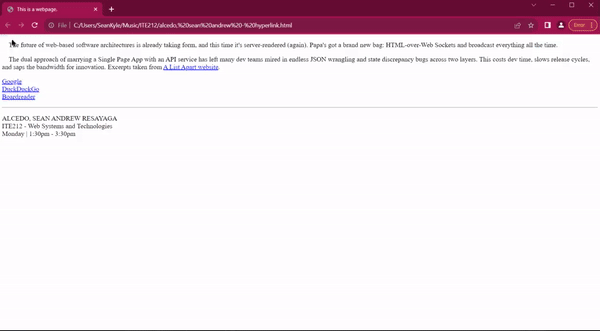 This is a webpage.
File
C:/Users/SeanKyle/Music/ITE212/alcedo,%20sean%20andrew%20-%20hyperlink.html
Error
The future of web-based software architectures is already taking form, and this time it's server-rendered (again). Papa's got a brand new bag: HTML-over-Web Sockets and broadcast everything all the time.
The dual approach of marrying a Single Page App with an API service has left many dev teams mired in endless JSON wrangling and state discrepancy bugs across two layers. This costs dev time, slows release cycles,
and saps the bandwidth for innovation. Excerpts taken from A List Apart website.
Google
DuckDuckGo
Boardreader
ALCEDO, SEAN ANDREW RESAYAGA
ITE212 - Web Systems and Technologies
Monday | 1:30pm - 3:30pm